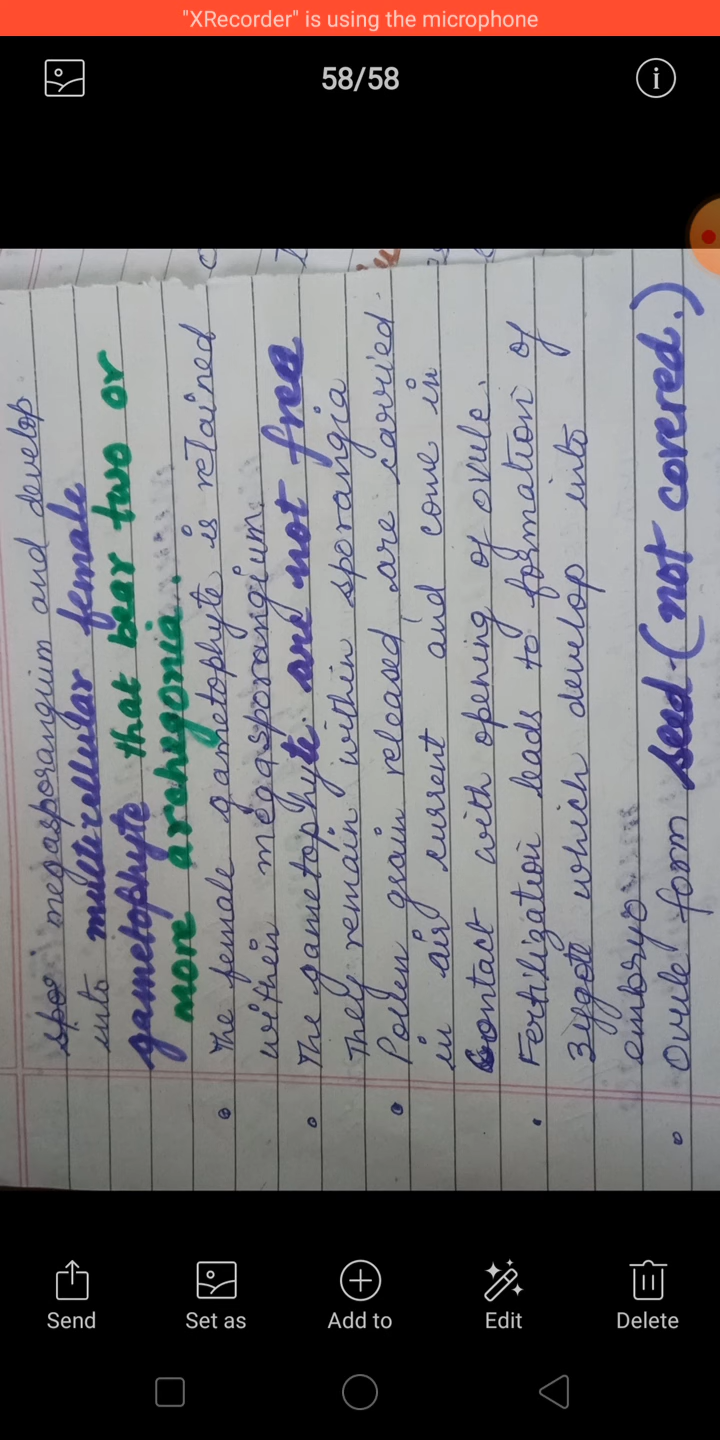 "XRecorder" is using the microphone
58/58
megasporangium and develop
into multicellular female
gametophyte that bear two or
more archegonia.
The female gametophyte is retained
within megasporangium.
The gametophyte are not free
They remain within sporangia
Pollen grain released are carried
in air current and come in
Contact with opening of ovule.
Fertilization leads to formation of
zygote which develop into
embryo
Ovule form seed (not covered.)
Send
Set as
Add to
Edit
Delete